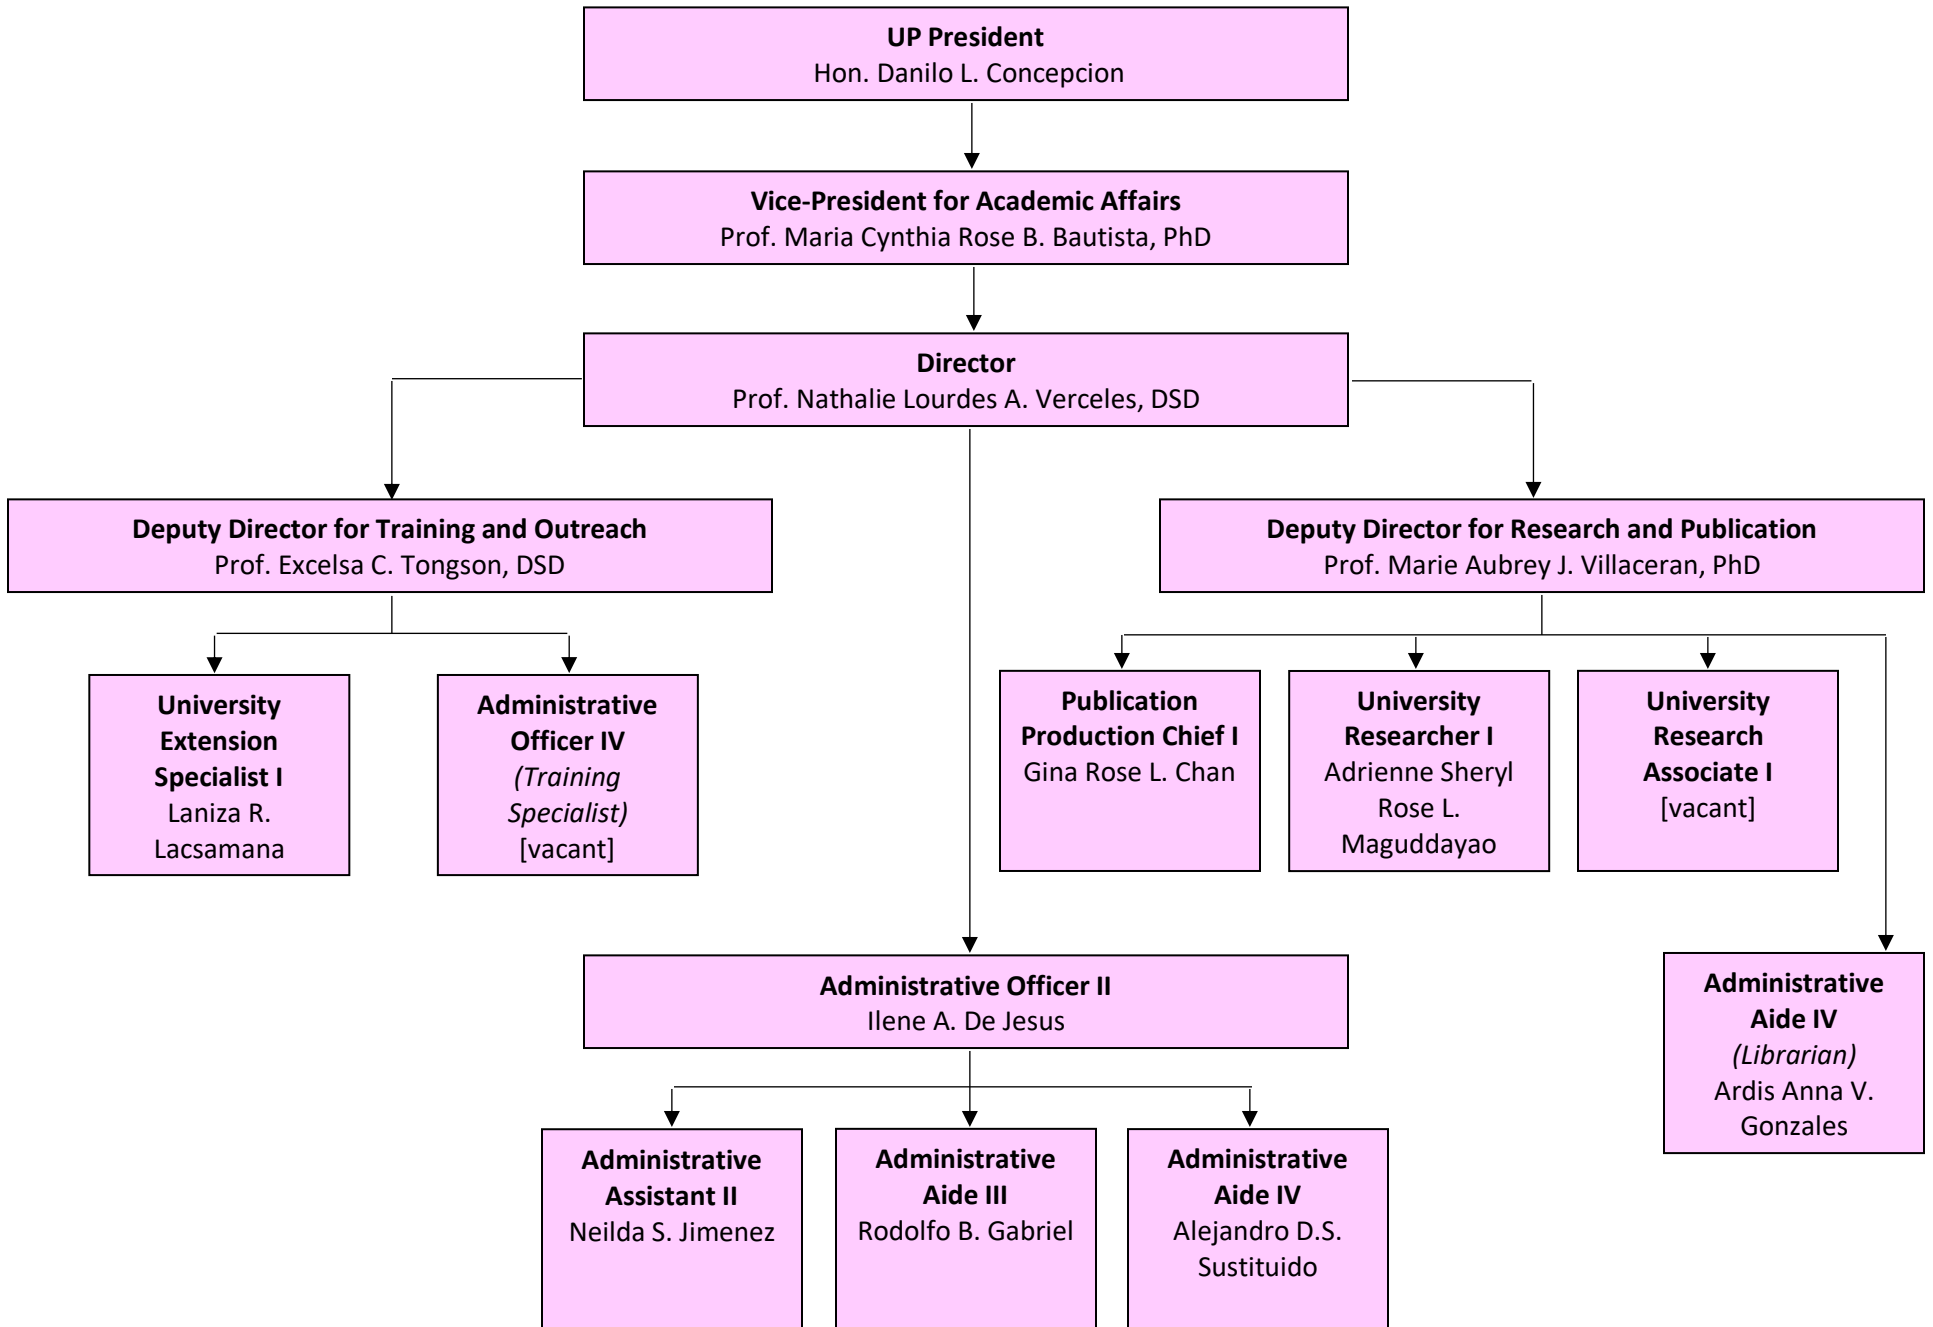 UP President
Hon. Danilo L. Concepcion
Vice-President for Academic Affairs
Prof. Maria Cynthia Rose B. Bautista, PhD
Director
Prof. Nathalie Lourdes A. Verceles, DSD
Deputy Director for Training and Outreach
Prof. Excelsa C. Tongson, DSD
Deputy Director for Research and Publication
Prof. Marie Aubrey J. Villaceran, PhD
University
Extension
Specialist I
Laniza R.
Lacsamana
Administrative
Officer IV
(Training
Specialist)
[vacant]
Publication
Production Chief I
Gina Rose L. Chan
University
Researcher I
Adrienne Sheryl
Rose L.
Maguddayao
University
Research
Associate I
[vacant]
Administrative
Aide IV
(Librarian)
Ardis Anna V.
Gonzales
Administrative Officer II
Ilene A. De Jesus
Administrative
Assistant II
Neilda S. Jimenez
Administrative
Aide III
Rodolfo B. Gabriel
Administrative
Aide IV
Alejandro D.S.
Sustituido